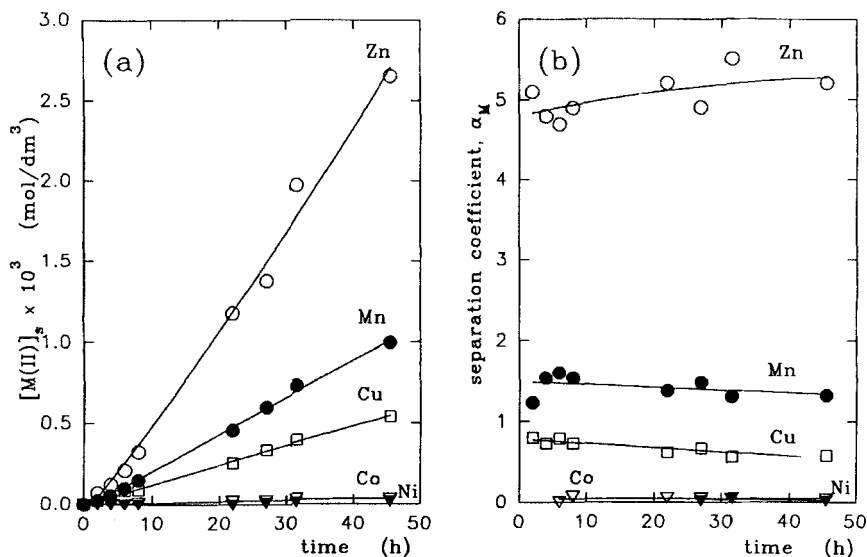 3.0
2.5
2.0
1.5
1.0
0.5
0.0
[M(II)]s × 10³ (mol/dm³)
(a)
Zn
Mn
Cu
Co
Ni
0
10
20
30
40
50
time (h)
6
5
4
3
2
1
0
separation coefficient, αM
(b)
Zn
Mn
Cu
Co
Ni
0
10
20
30
40
50
time (h)